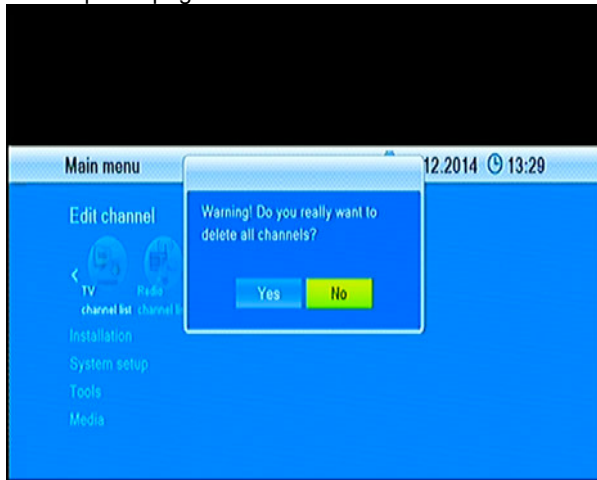 Main menu
12.2014 13:29
Edit channel
Warning! Do you really want to
delete all channels?
TV
Radio
channel list channel
Yes No
Installation
System setup
Tools
Media